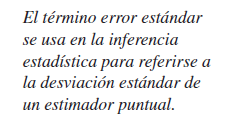 El término error estándar
se usa en la inferencia
estadística para referirse a
la desviación estándar de
un estimador puntual.